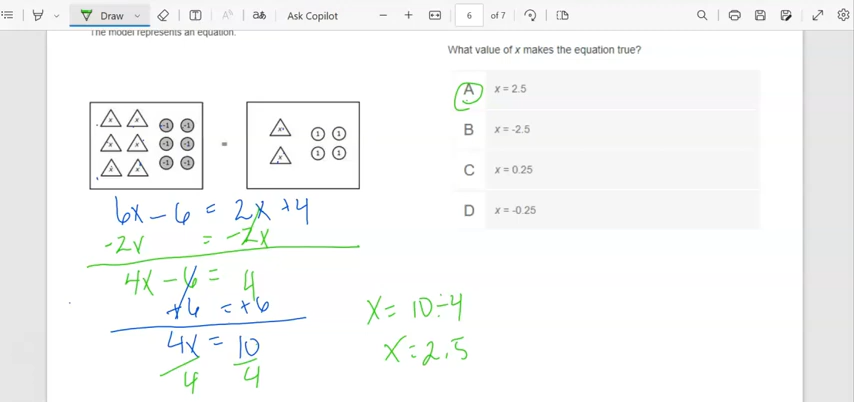 Draw
Ask Copilot
6 of 7
The model represents an equation.
What value of x makes the equation true?
A x = 2.5
B x = -2.5
C x = 0.25
D x = -0.25
x x -1 -1 = x 1 1
x x -1 -1 x 1 1
x x -1 -1
6x - 6 = 2x + 4
-2x = -2x
4x - 6 = 4
+6 = +6
4x = 10
4 4
x = 10 ÷ 4
x = 2.5